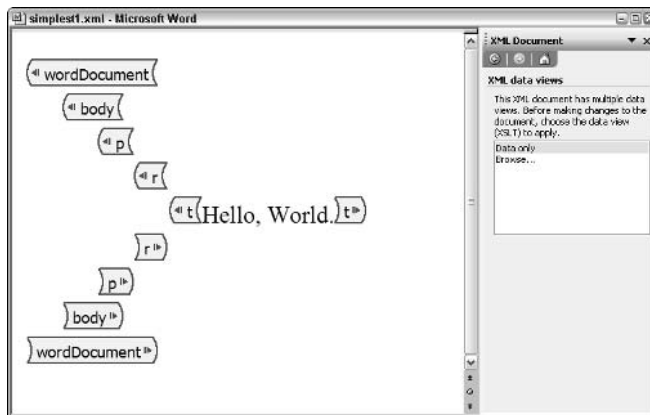 simplest1.xml - Microsoft Word
wordDocument
body
p
r
t Hello, World. t
r
p
body
wordDocument
XML Document
XML data views
This XML document has multiple data
views. Before making changes to the
document, choose the data view
(XSLT) to apply.
Data only
Browse...